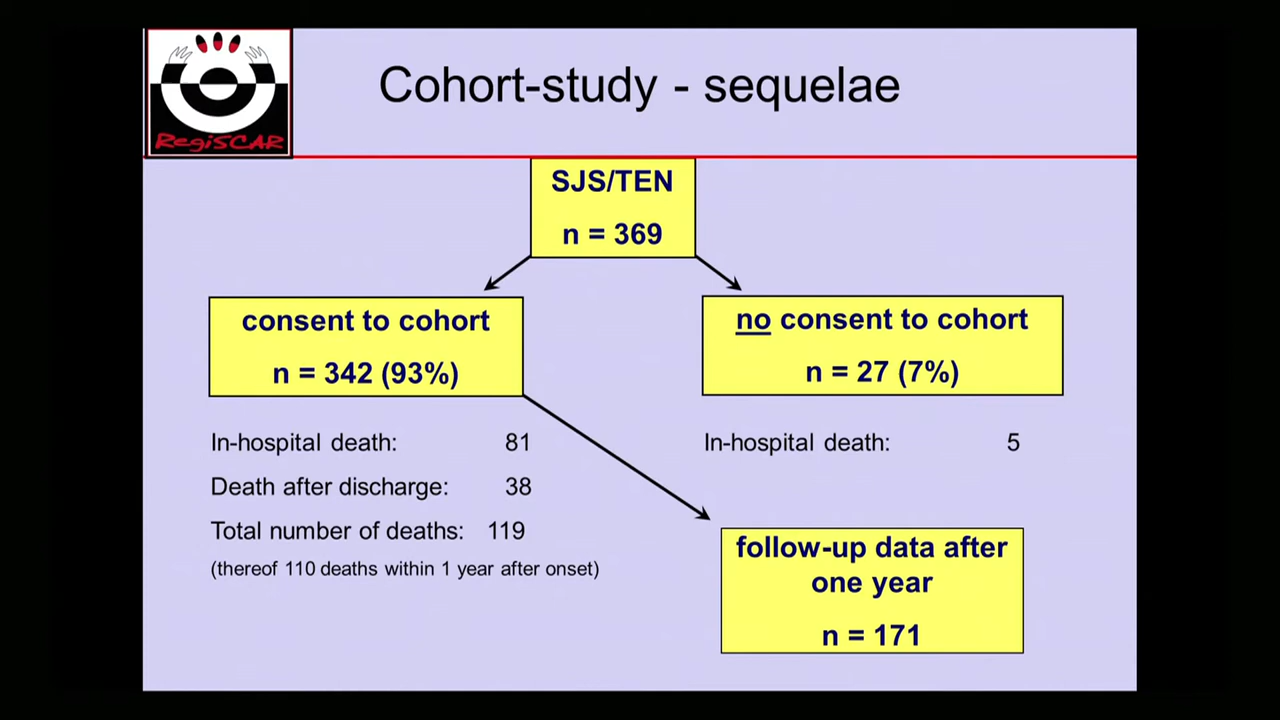 RegiSCAR
Cohort-study - sequelae
SJS/TEN
n = 369
consent to cohort
n = 342 (93%)
no consent to cohort
n = 27 (7%)
In-hospital death: 81
Death after discharge: 38
Total number of deaths: 119
(thereof 110 deaths within 1 year after onset)
In-hospital death: 5
follow-up data after
one year
n = 171